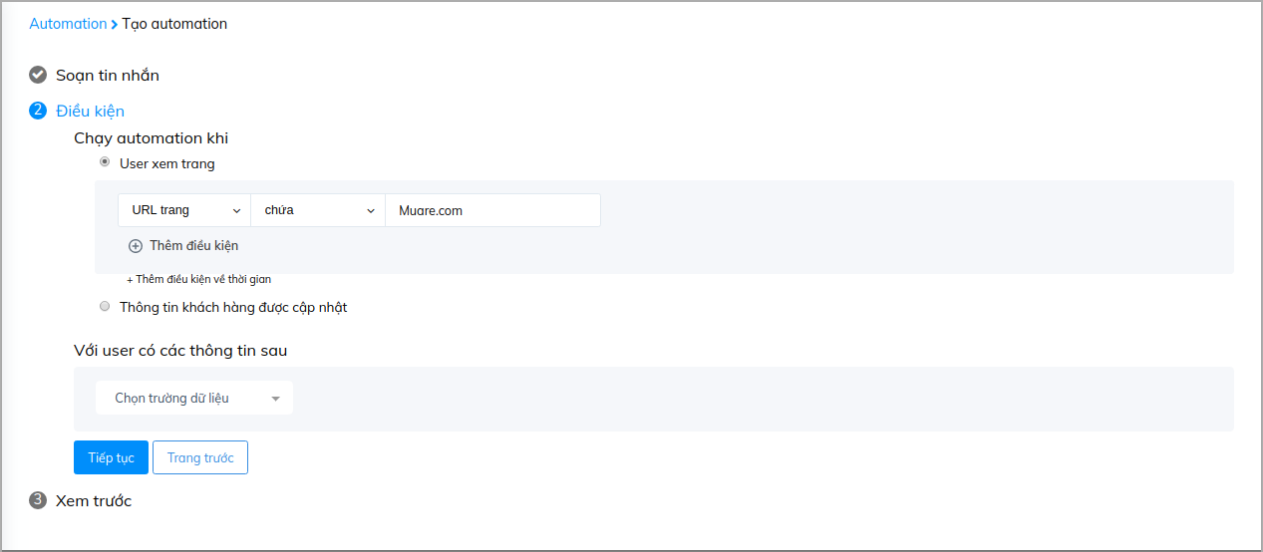 Automation > Tạo automation
Soạn tin nhắn
2 Điều kiện
Chạy automation khi
User xem trang
URL trang chứa Muare.com
Thêm điều kiện
+ Thêm điều kiện về thời gian
Thông tin khách hàng được cập nhật
Với user có các thông tin sau
Chọn trường dữ liệu
Tiếp tục Trang trước
3 Xem trước